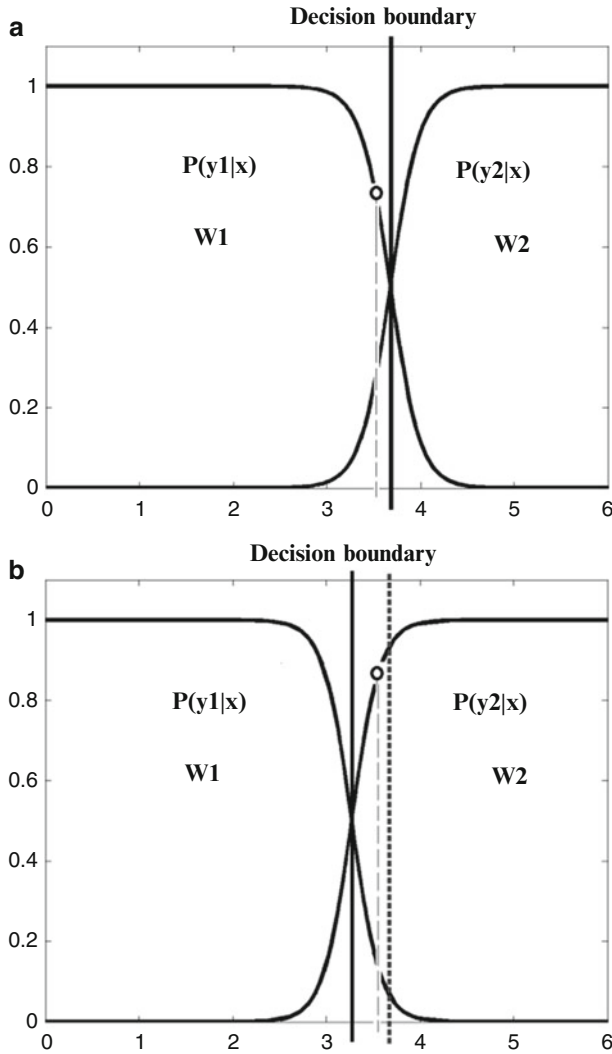 Decision boundary
a
1
P(y1|x)
P(y2|x)
0.8
W1
W2
0.6
0.4
0.2
0
0 1 2 3 4 5 6
Decision boundary
b
1
P(y1|x)
P(y2|x)
0.8
W1
W2
0.6
0.4
0.2
0
0 1 2 3 4 5 6